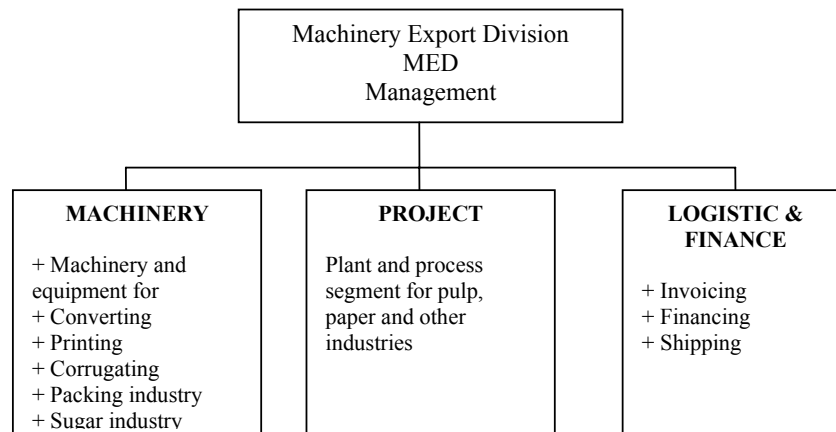 Machinery Export Division
MED
Management
MACHINERY
+ Machinery and
equipment for
+ Converting
+ Printing
+ Corrugating
+ Packing industry
+ Sugar industry
PROJECT
Plant and process
segment for pulp,
paper and other
industries
LOGISTIC &
FINANCE
+ Invoicing
+ Financing
+ Shipping